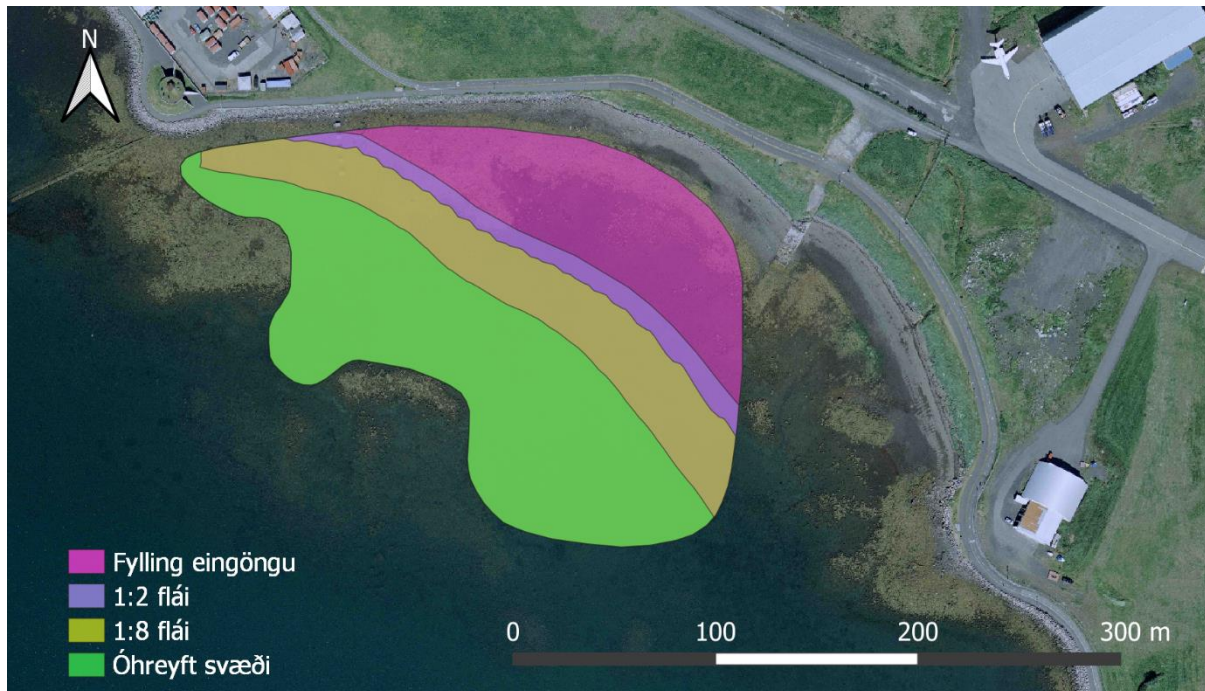 N
Fylling eingöngu
1:2 flái
1:8 flái
Óhreyft svæði
0 100 200 300 m